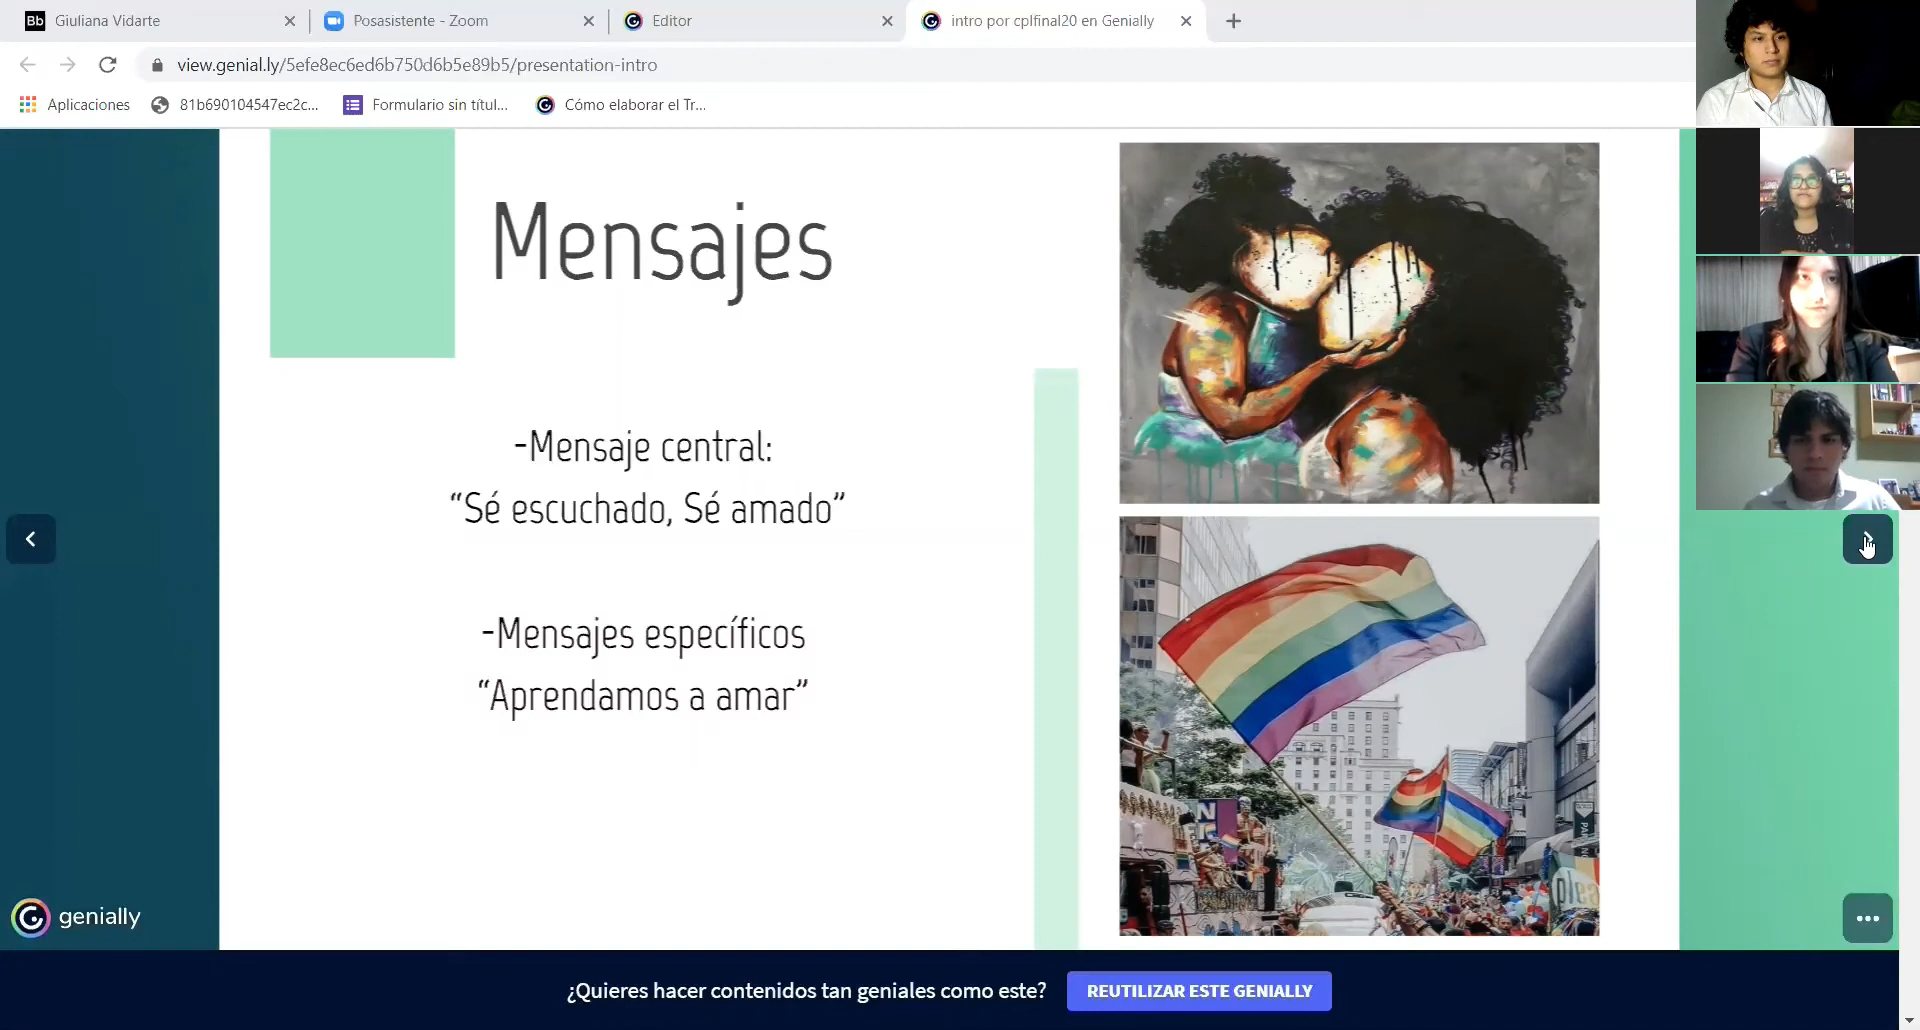 Bb Giuliana Vidarte
Posasistente - Zoom
Editor
intro por cplfinal20 en Genially
view.genial.ly/5efe8ec6ed6b750d6b5e89b5/presentation-intro
Aplicaciones
81b690104547ec2c...
Formulario sin títul...
Cómo elaborar el Tr...
Mensajes
-Mensaje central:
“Sé escuchado, Sé amado”
-Mensajes específicos
“Aprendamos a amar”
genially
¿Quieres hacer contenidos tan geniales como este?
REUTILIZAR ESTE GENIALLY